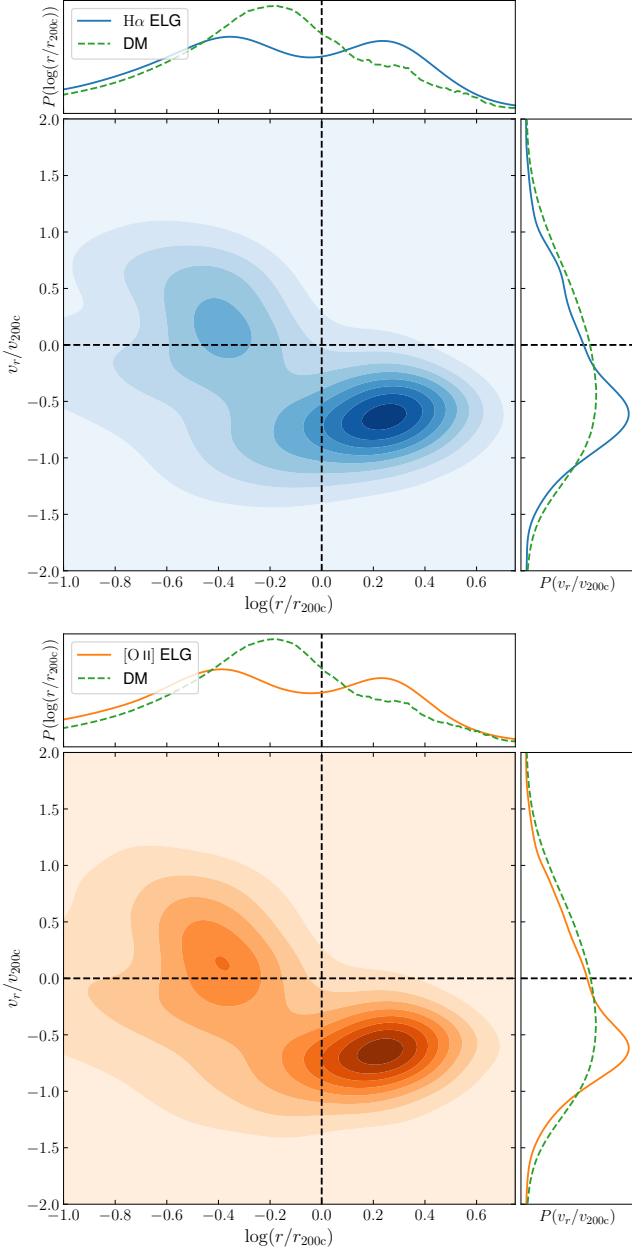 P(log(r/r200c))
Hα ELG
DM
2.0
1.5
1.0
0.5
0.0
−0.5
−1.0
−1.5
−2.0
vr/v200c
−1.0 −0.8 −0.6 −0.4 −0.2 0.0 0.2 0.4 0.6
log(r/r200c)
P(vr/v200c)
P(log(r/r200c))
[O II] ELG
DM
2.0
1.5
1.0
0.5
0.0
−0.5
−1.0
−1.5
−2.0
vr/v200c
−1.0 −0.8 −0.6 −0.4 −0.2 0.0 0.2 0.4 0.6
log(r/r200c)
P(vr/v200c)